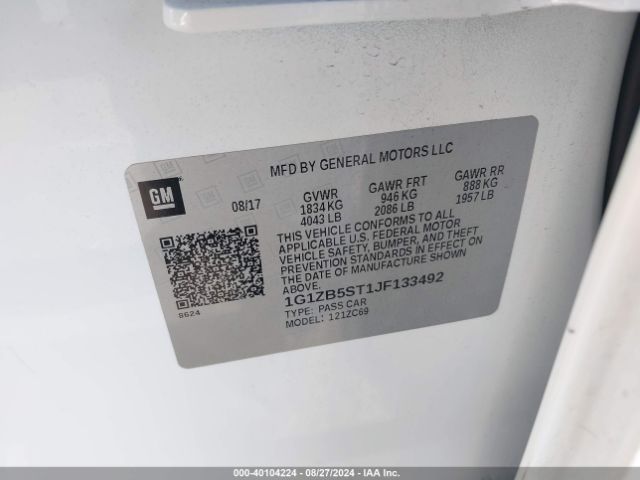 MFD BY GENERAL MOTORS LLC
GM
08/17
GVWR
1834 KG
4043 LB
GAWR FRT
946 KG
2086 LB
GAWR RR
888 KG
1957 LB
THIS VEHICLE CONFORMS TO ALL
APPLICABLE U.S. FEDERAL MOTOR
VEHICLE SAFETY, BUMPER, AND THEFT
PREVENTION STANDARDS IN EFFECT ON
THE DATE OF MANUFACTURE SHOWN
ABOVE.
1G1ZB5ST1JF133492
TYPE: PASS CAR
MODEL: 121ZC69
8624
000-40104224 - 08/27/2024 - IAA Inc.